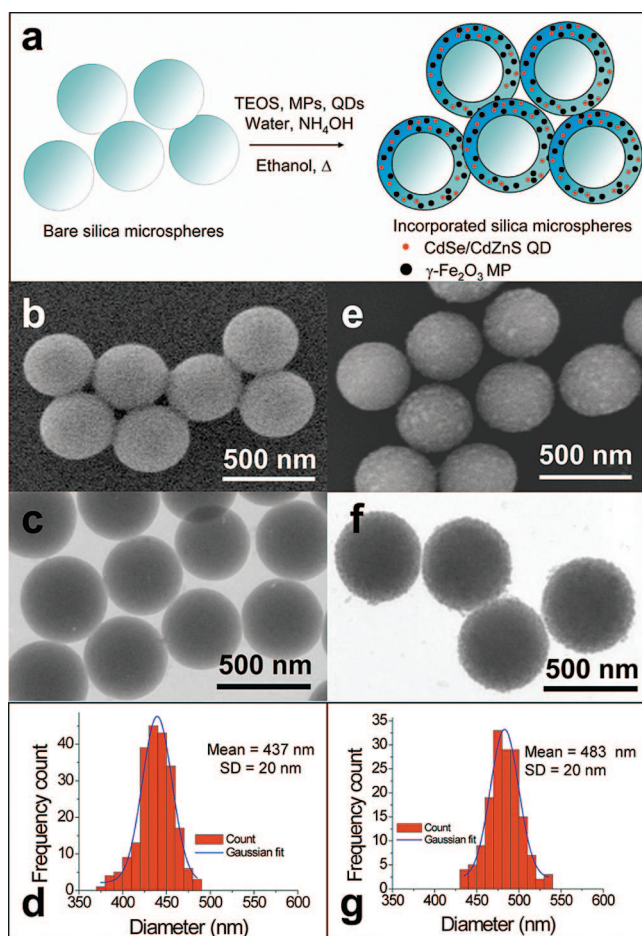 a
TEOS, MPs, QDs
Water, NH₄OH
Ethanol, Δ
Bare silica microspheres
Incorporated silica microspheres
CdSe/CdZnS QD
γ-Fe₂O₃ MP
b
500 nm
e
500 nm
c
500 nm
f
500 nm
Mean = 437 nm
SD = 20 nm
Count
Gaussian fit
Frequency count
40
30
20
10
0
350 400 450 500 550 600
Diameter (nm)
d
Mean = 483 nm
SD = 20 nm
Count
Gaussian fit
Frequency count
35
30
25
20
15
10
5
0
350 400 450 500 550 600
Diameter (nm)
g